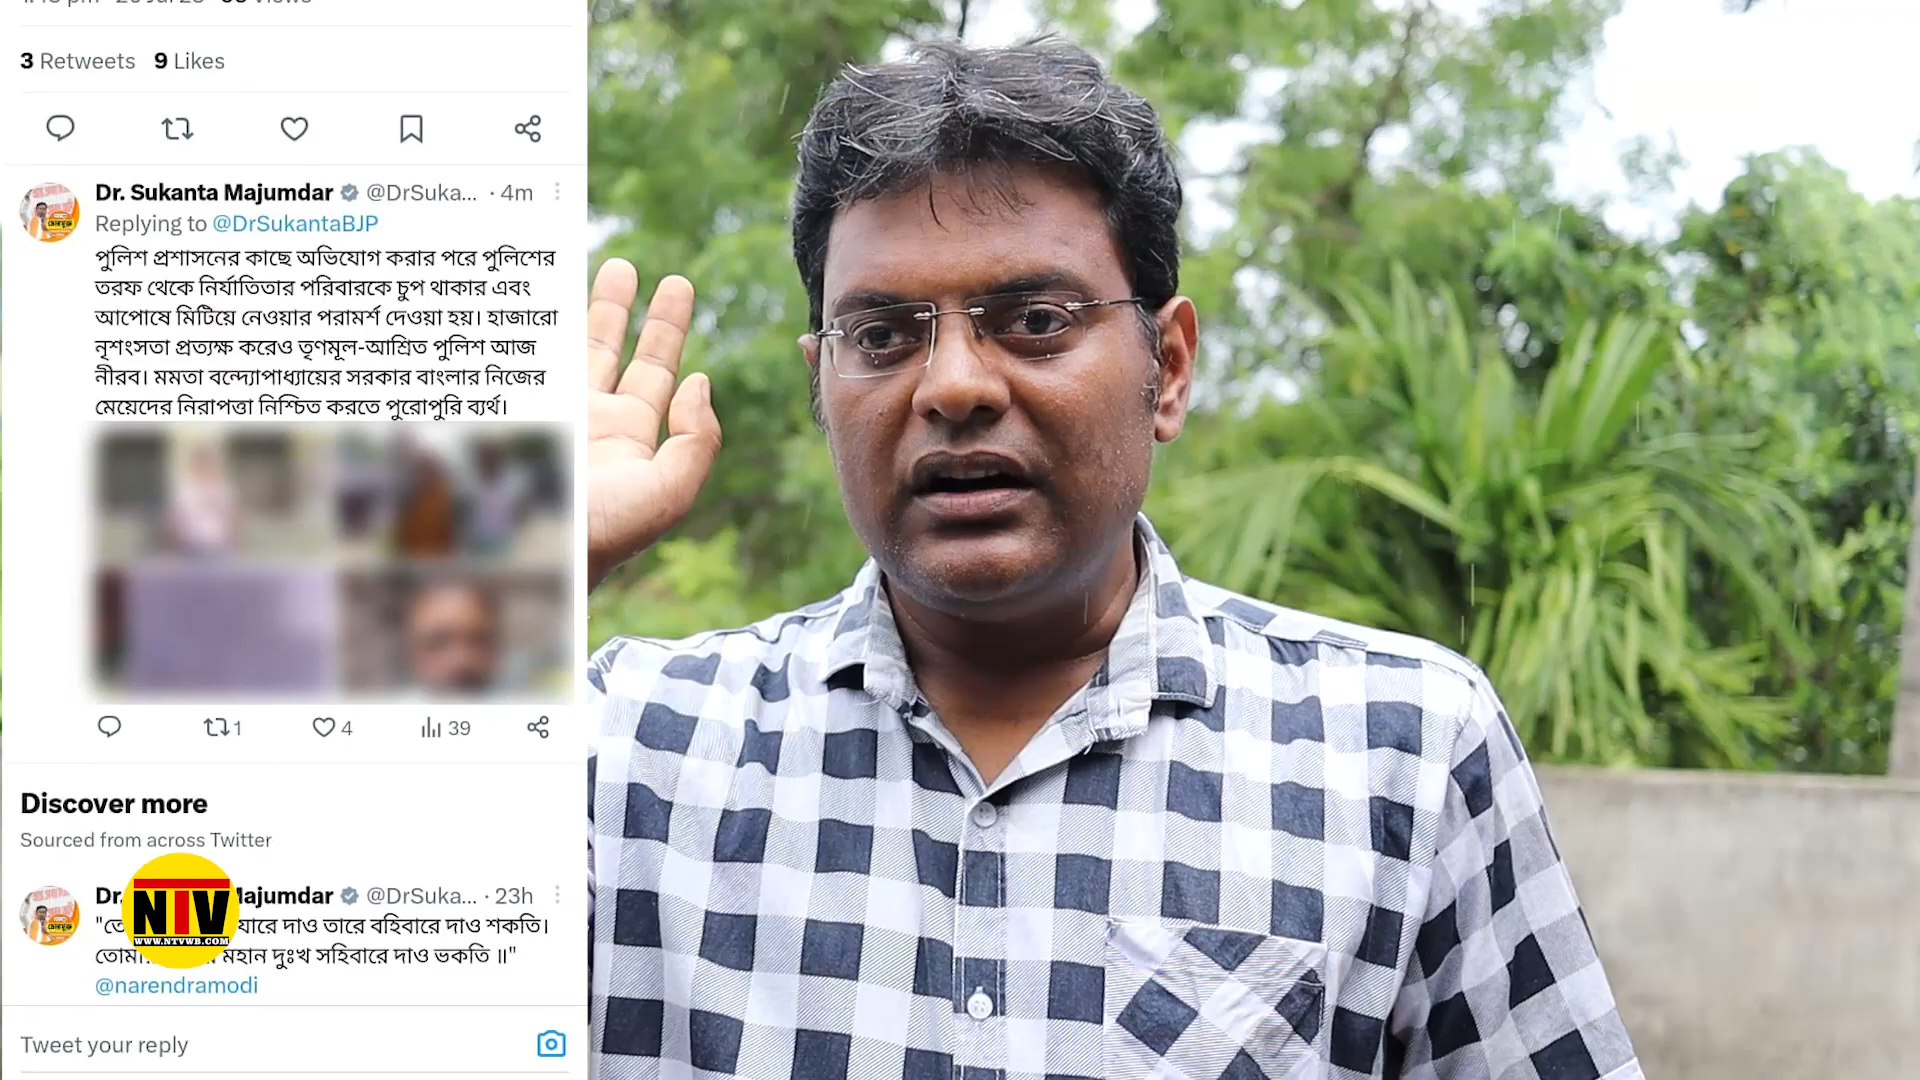 3 Retweets 9 Likes
Dr. Sukanta Majumdar @DrSuka... · 4m
Replying to @DrSukantaBJP
পুলিশ প্রশাসনের কাছে অভিযোগ করার পরে পুলিশের
তরফ থেকে নির্যাতিতার পরিবারকে চুপ থাকার এবং
আপোষে মিটিয়ে নেওয়ার পরামর্শ দেওয়া হয়। হাজারো
নৃশংসতা প্রত্যক্ষ করেও তৃণমূল-আশ্রিত পুলিশ আজ
নীরব। মমতা বন্দ্যোপাধ্যায়ের সরকার বাংলার নিজের
মেয়েদের নিরাপত্তা নিশ্চিত করতে পুরোপুরি ব্যর্থ।
1 4 39
Discover more
Sourced from across Twitter
Majumdar @DrSuka... · 23h
যারে দাও তারে বহিবারে দাও শকতি।
মহান দুঃখ সহিবারে দাও ভকতি ॥"
@narendramodi
NTV
WWW.NTVWB.COM
Tweet your reply